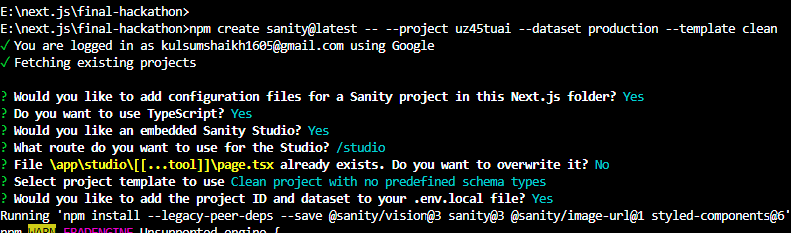 E:\next.js\final-hackathon>
E:\next.js\final-hackathon>npm create sanity@latest -- --project uz45tuai --dataset production --template clean
✓ You are logged in as kulsumshaikh1605@gmail.com using Google
✓ Fetching existing projects
? Would you like to add configuration files for a Sanity project in this Next.js folder? Yes
? Do you want to use TypeScript? Yes
? Would you like an embedded Sanity Studio? Yes
? What route do you want to use for the Studio? /studio
? File \app\studio\[[...tool]]\page.tsx already exists. Do you want to overwrite it? No
? Select project template to use Clean project with no predefined schema types
? Would you like to add the project ID and dataset to your .env.local file? Yes
Running 'npm install --legacy-peer-deps --save @sanity/vision@3 sanity@3 @sanity/image-url@1 styled-components@6'
npm WARN EBADENGINE Unsupported engine {